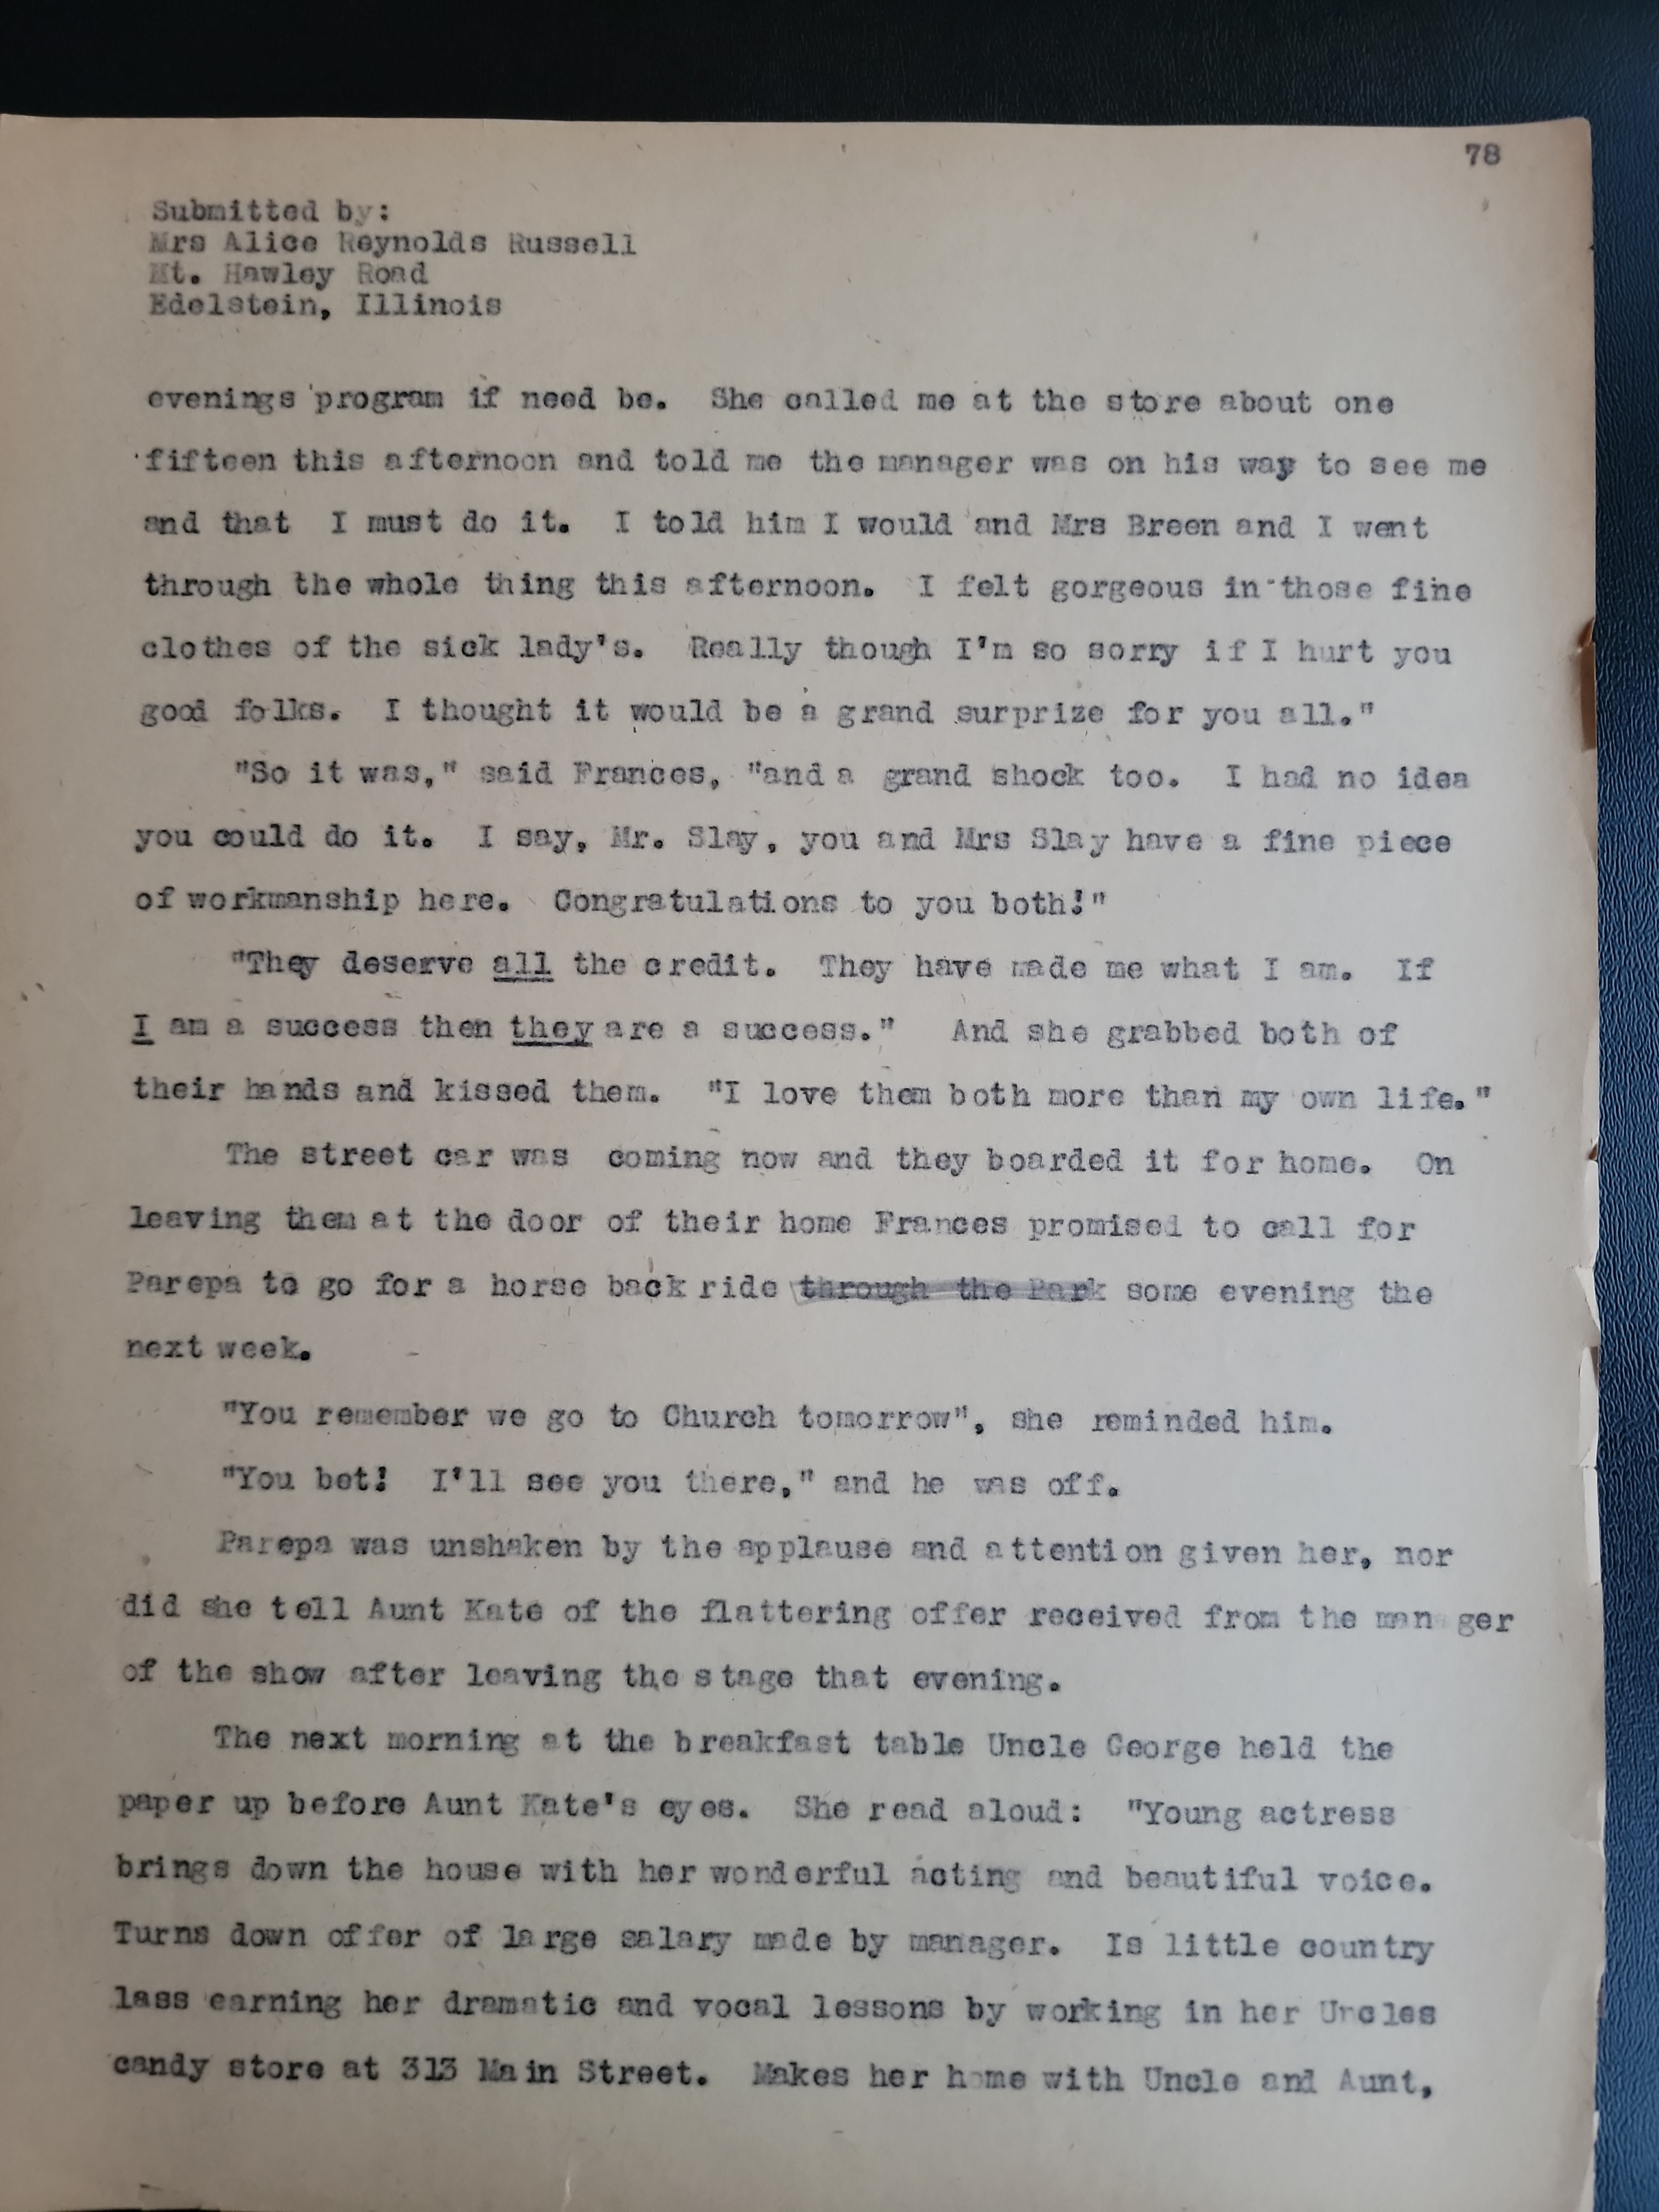 78
Submitted by:
Mrs Alice Reynolds Russell
Mt. Hawley Road
Edelstein, Illinois
evenings program if need be. She called me at the store about one
fifteen this afternoon and told me the manager was on his way to see me
and that I must do it. I told him I would and Mrs Breen and I went
through the whole thing this afternoon. I felt gorgeous in those fine
clothes of the sick lady's. Really though I'm so sorry if I hurt you
good folks. I thought it would be a grand surprize for you all."
"So it was," said Frances, "and a grand shock too. I had no idea
you could do it. I say, Mr. Slay, you and Mrs Slay have a fine piece
of workmanship here. Congratulations to you both!"
"They deserve all the credit. They have made me what I am. If
I am a success then they are a success." And she grabbed both of
their hands and kissed them. "I love them both more than my own life."
The street car was coming now and they boarded it for home. On
leaving them at the door of their home Frances promised to call for
Parepa to go for a horse back ride through the Park some evening the
next week.
"You remember we go to Church tomorrow", she reminded him.
"You bet! I'll see you there," and he was off.
Parepa was unshaken by the applause and attention given her, nor
did she tell Aunt Kate of the flattering offer received from the manager
of the show after leaving the stage that evening.
The next morning at the breakfast table Uncle George held the
paper up before Aunt Kate's eyes. She read aloud: "Young actress
brings down the house with her wonderful acting and beautiful voice.
Turns down offer of large salary made by manager. Is little country
lass earning her dramatic and vocal lessons by working in her Uncles
candy store at 313 Main Street. Makes her home with Uncle and Aunt,